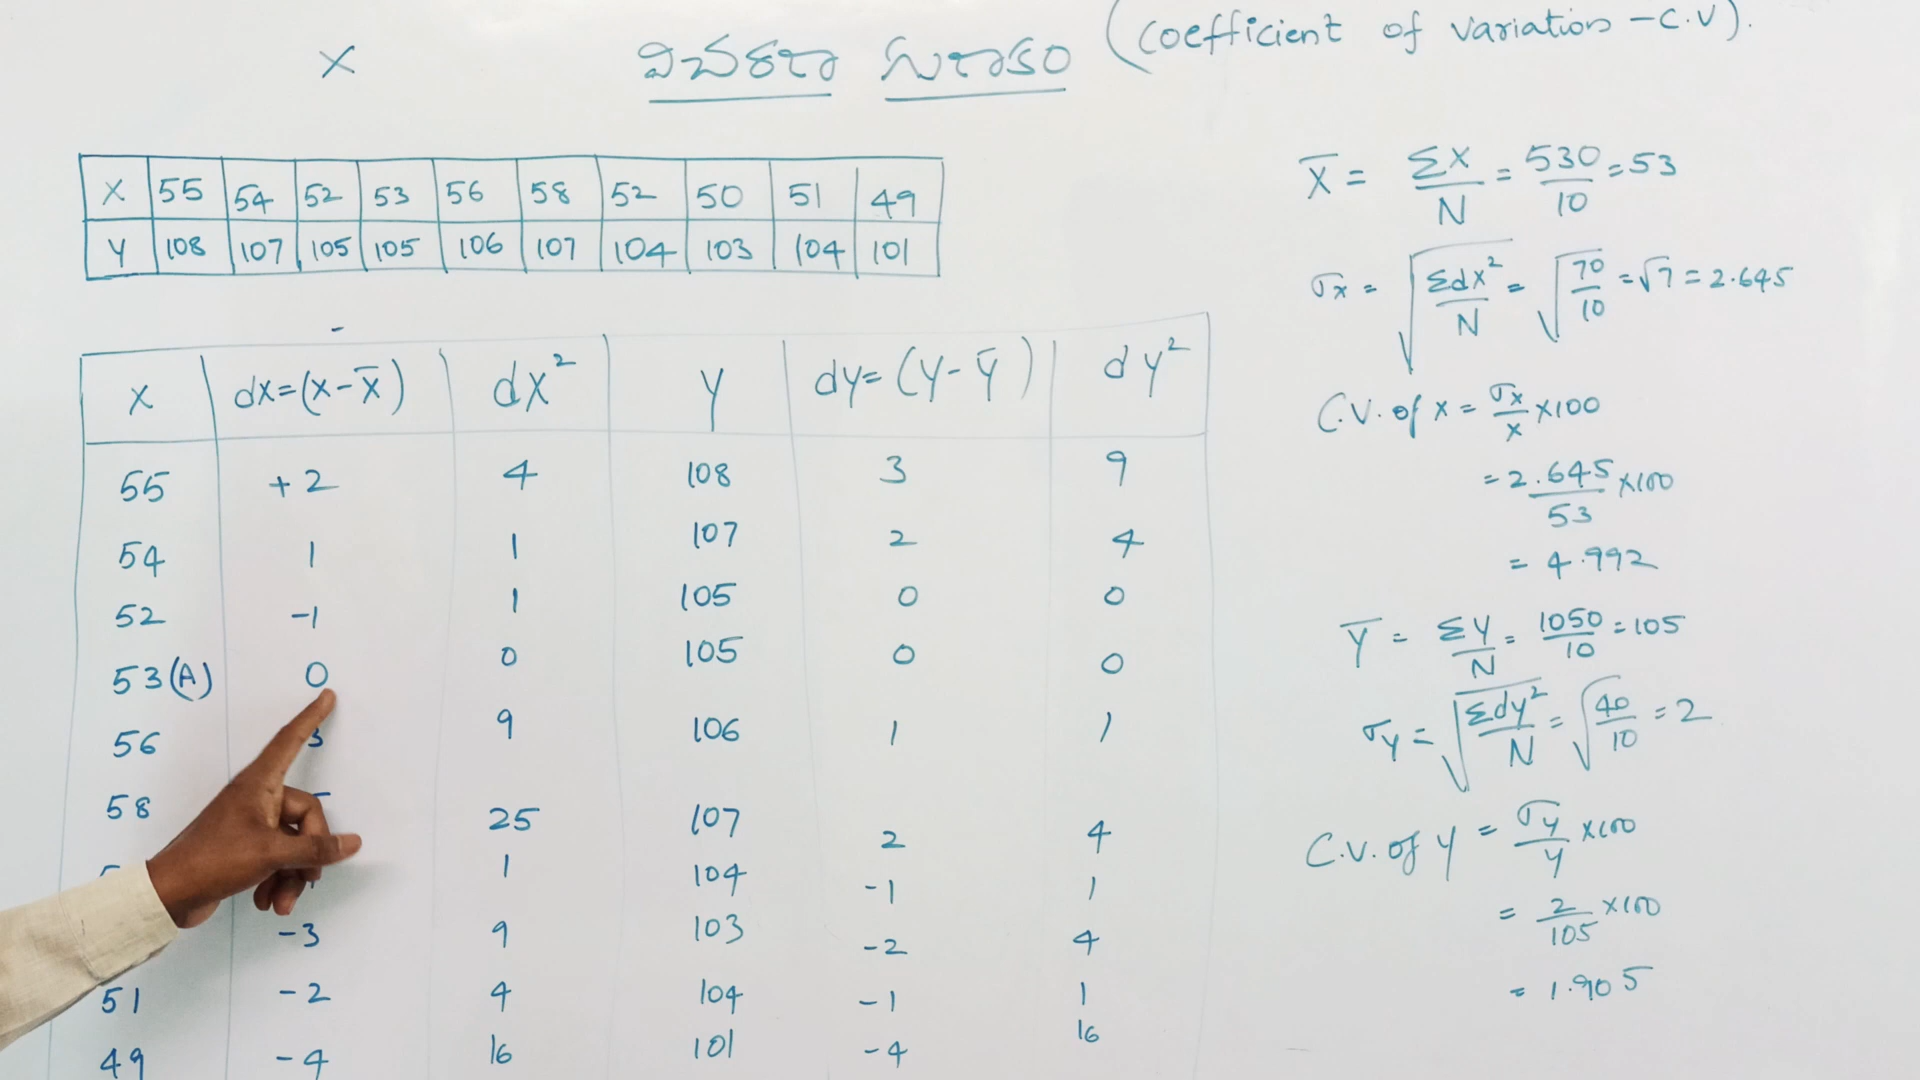 (Coefficient of variation - C.V).
X విచరణ గుణకం
X 55 54 52 53 56 58 52 50 51 49
Y 108 107 105 105 106 107 104 103 104 101
x dx=(x-x̄) dx² y dy=(y-ȳ) dy²
55 +2 4 108 3 9
54 1 1 107 2 4
52 -1 1 105 0 0
53(A) 0 0 105 0 0
56 3 9 106 1 1
58 25 107 2 4
1 104 -1 1
-3 9 103 -2 4
51 -2 4 104 -1 1
49 -4 16 101 -4 16
X̄ = ΣX/N = 530/10 = 53
σx = √(Σdx²/N) = √(70/10) = √7 = 2.645
C.V. of x = σx/x × 100
= 2.645/53 × 100
= 4.992
Ȳ = ΣY/N = 1050/10 = 105
σy = √(Σdy²/N) = √(40/10) = 2
C.V. of y = σy/y × 100
= 2/105 × 100
= 1.905